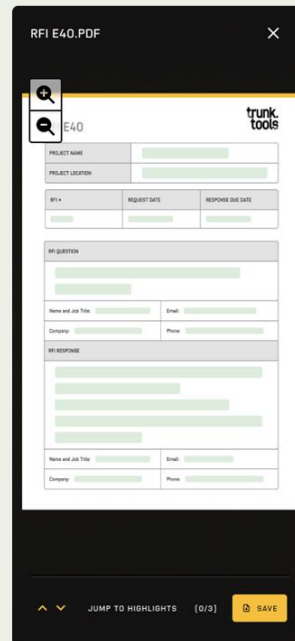 RFI E40.PDF
E40
trunk.
tools
PROJECT NAME
PROJECT LOCATION
RFI #
REQUEST DATE
RESPONSE DUE DATE
RFI QUESTION
Name and Job Title:
Email:
Company:
Phone:
RFI RESPONSE
Name and Job Title:
Email:
Company:
Phone:
JUMP TO HIGHLIGHTS [0/3] SAVE